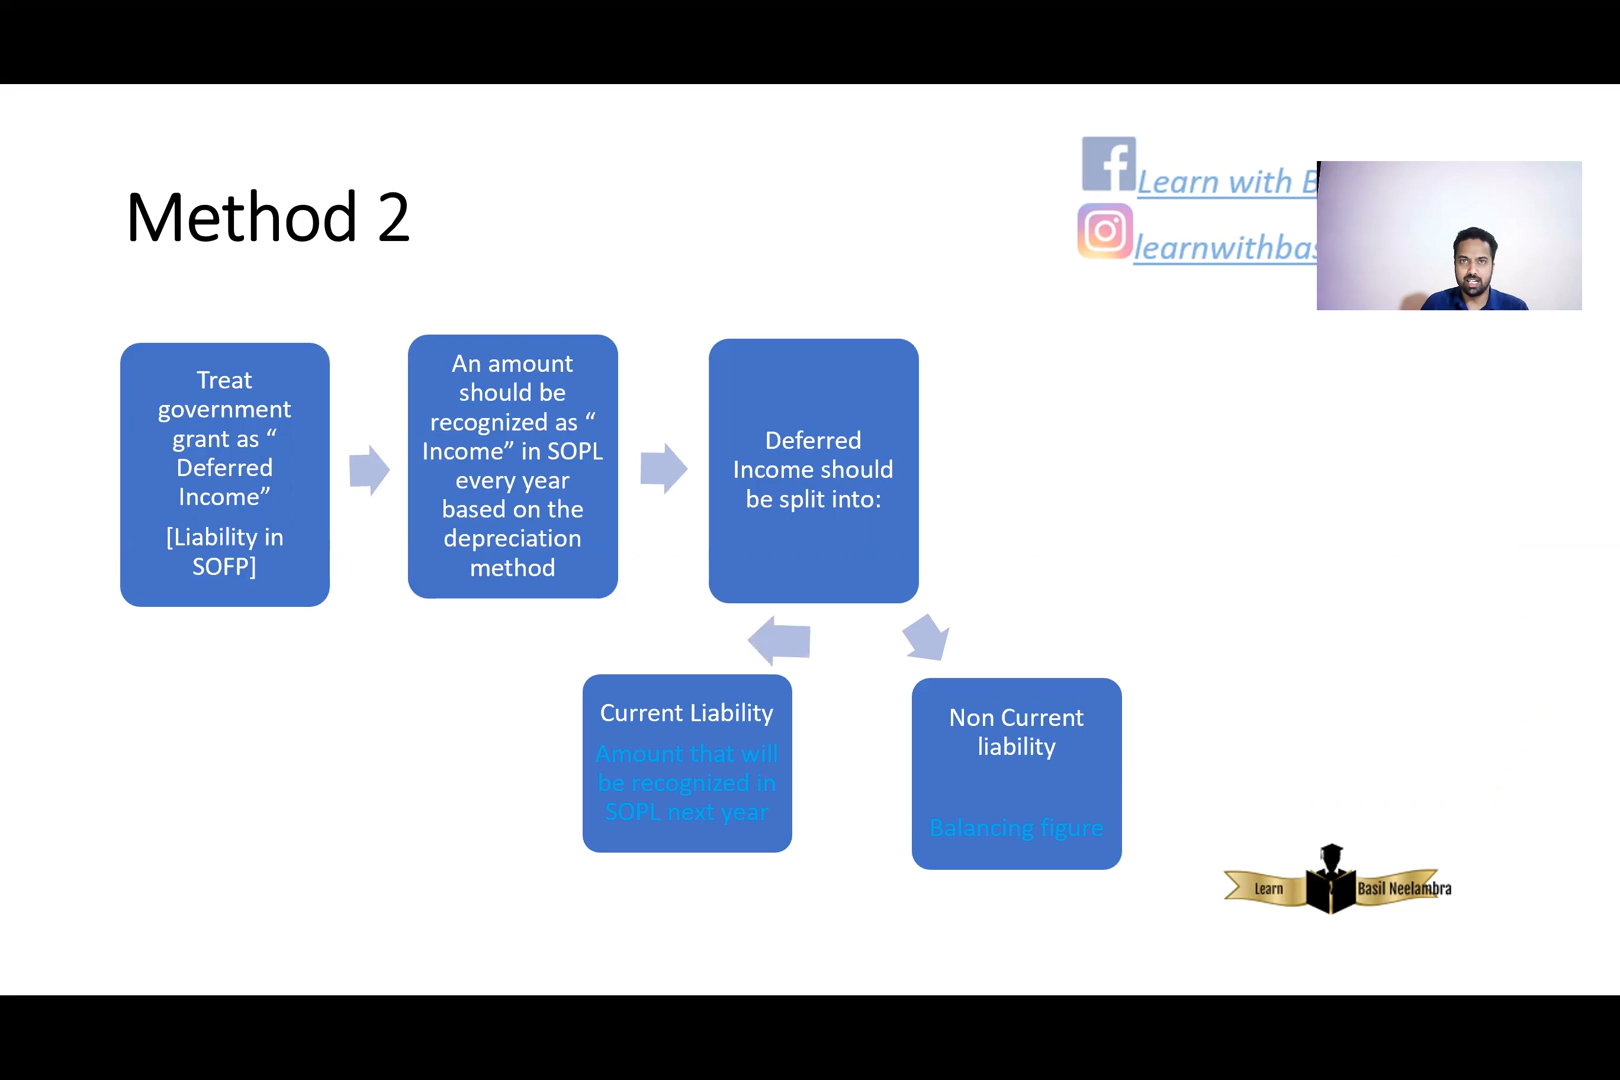 Method 2
Learn with B
learnwithbas
Treat
government
grant as “
Deferred
Income”
[Liability in
SOFP]
An amount
should be
recognized as “
Income” in SOPL
every year
based on the
depreciation
method
Deferred
Income should
be split into:
Current Liability
Amount that will
be recognized in
SOPL next year
Non Current
liability
Balancing figure
Learn
Basil Neelambra